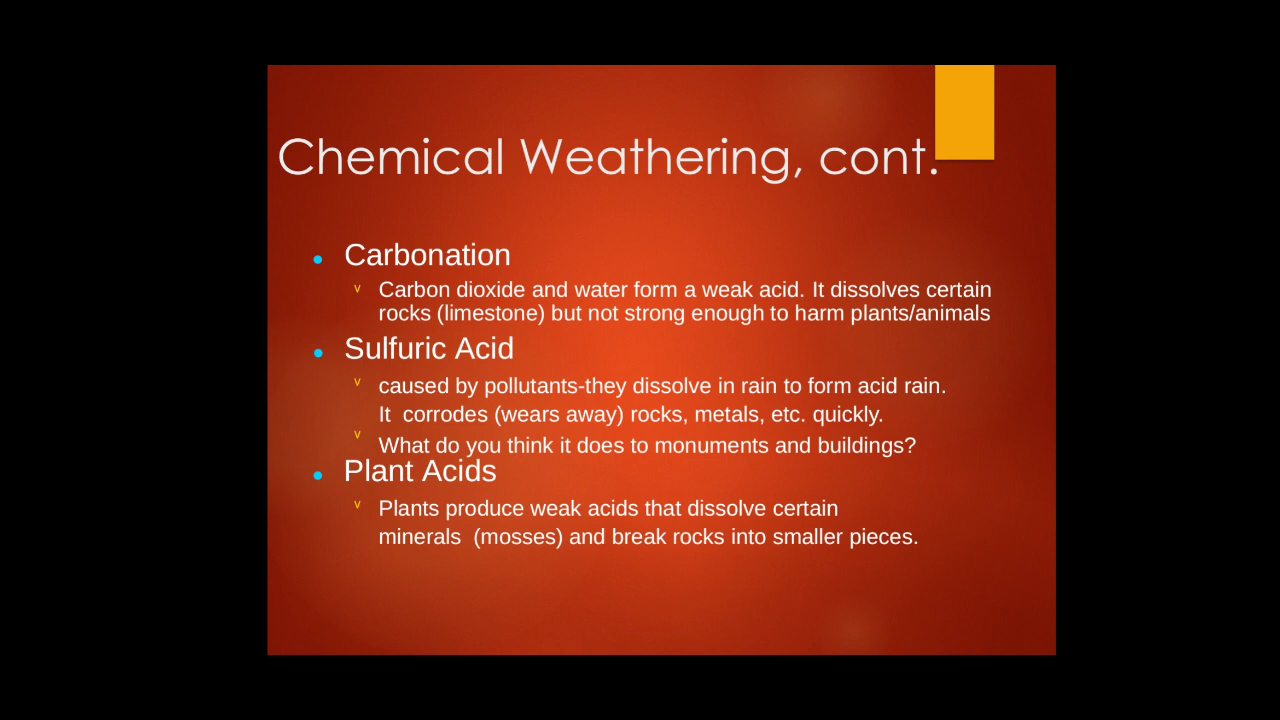 Chemical Weathering, cont.
● Carbonation
v Carbon dioxide and water form a weak acid. It dissolves certain
rocks (limestone) but not strong enough to harm plants/animals
● Sulfuric Acid
v caused by pollutants-they dissolve in rain to form acid rain.
It  corrodes (wears away) rocks, metals, etc. quickly.
v What do you think it does to monuments and buildings?
● Plant Acids
v Plants produce weak acids that dissolve certain
minerals  (mosses) and break rocks into smaller pieces.